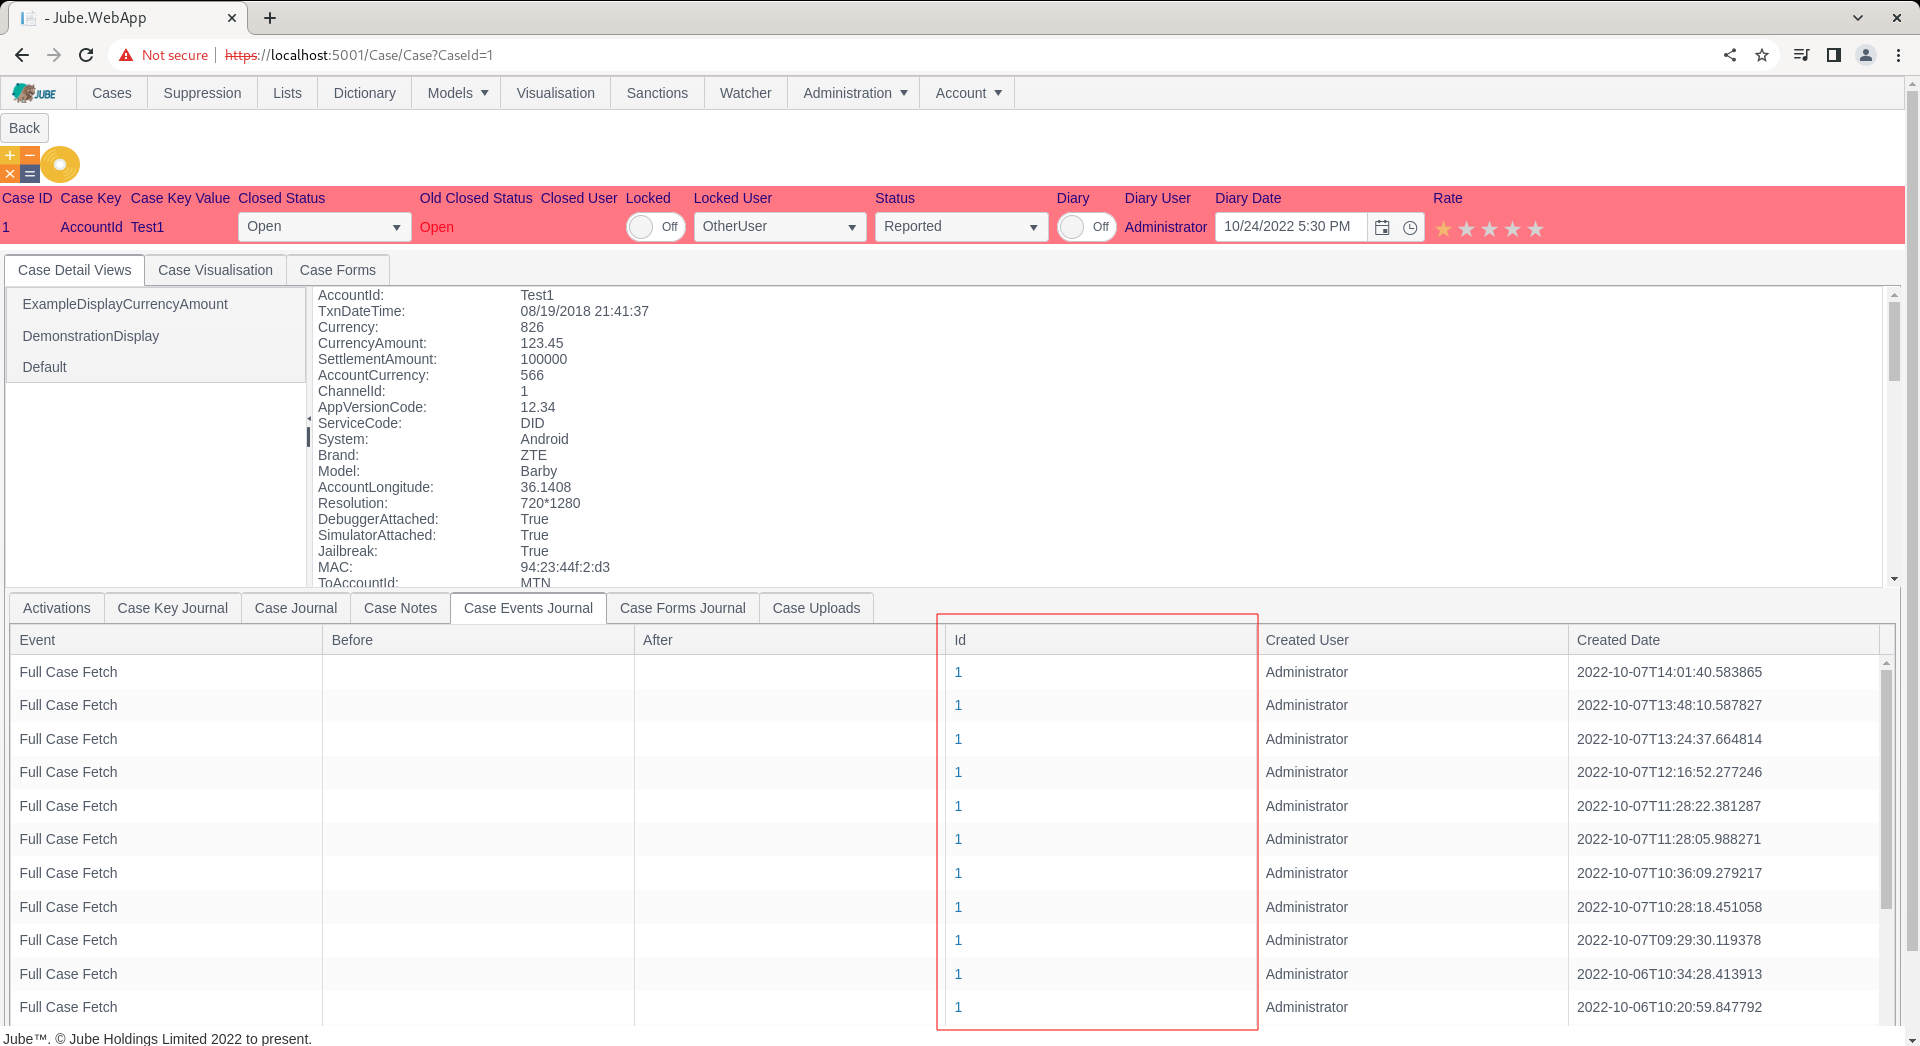 - Jube.WebApp
Not secure https://localhost:5001/Case/Case?CaseId=1
JUBE Cases Suppression Lists Dictionary Models Visualisation Sanctions Watcher Administration Account
Back
Case ID Case Key Case Key Value Closed Status Old Closed Status Closed User Locked Locked User Status Diary Diary User Diary Date Rate
1 AccountId Test1 Open Open Off OtherUser Reported Off Administrator 10/24/2022 5:30 PM
Case Detail Views Case Visualisation Case Forms
ExampleDisplayCurrencyAmount
DemonstrationDisplay
Default
AccountId: Test1
TxnDateTime: 08/19/2018 21:41:37
Currency: 826
CurrencyAmount: 123.45
SettlementAmount: 100000
AccountCurrency: 566
ChannelId: 1
AppVersionCode: 12.34
ServiceCode: DID
System: Android
Brand: ZTE
Model: Barby
AccountLongitude: 36.1408
Resolution: 720*1280
DebuggerAttached: True
SimulatorAttached: True
Jailbreak: True
MAC: 94:23:44f:2:d3
ToAccountId: MTN
Activations Case Key Journal Case Journal Case Notes Case Events Journal Case Forms Journal Case Uploads
Event Before After Id Created User Created Date
Full Case Fetch 1 Administrator 2022-10-07T14:01:40.583865
Full Case Fetch 1 Administrator 2022-10-07T13:48:10.587827
Full Case Fetch 1 Administrator 2022-10-07T13:24:37.664814
Full Case Fetch 1 Administrator 2022-10-07T12:16:52.277246
Full Case Fetch 1 Administrator 2022-10-07T11:28:22.381287
Full Case Fetch 1 Administrator 2022-10-07T11:28:05.988271
Full Case Fetch 1 Administrator 2022-10-07T10:36:09.279217
Full Case Fetch 1 Administrator 2022-10-07T10:28:18.451058
Full Case Fetch 1 Administrator 2022-10-07T09:29:30.119378
Full Case Fetch 1 Administrator 2022-10-06T10:34:28.413913
Full Case Fetch 1 Administrator 2022-10-06T10:20:59.847792
Jube™. © Jube Holdings Limited 2022 to present.